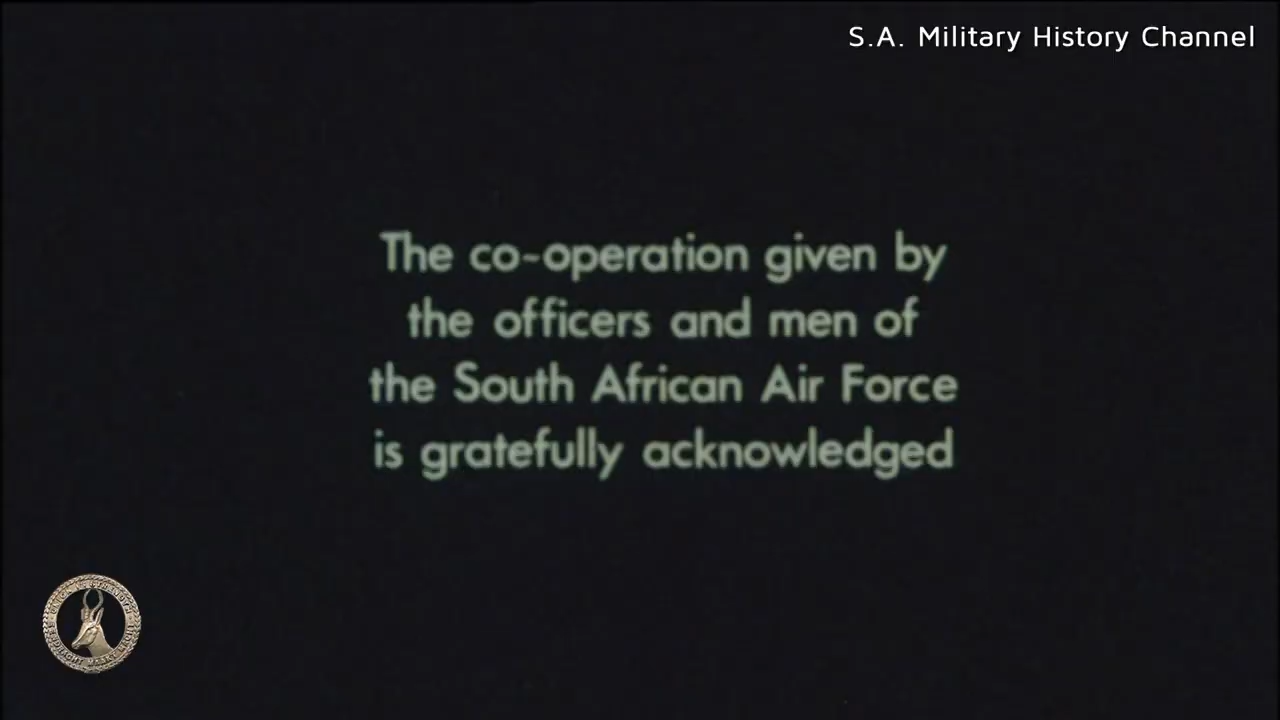 S.A. Military History Channel
The co-operation given by
the officers and men of
the South African Air Force
is gratefully acknowledged